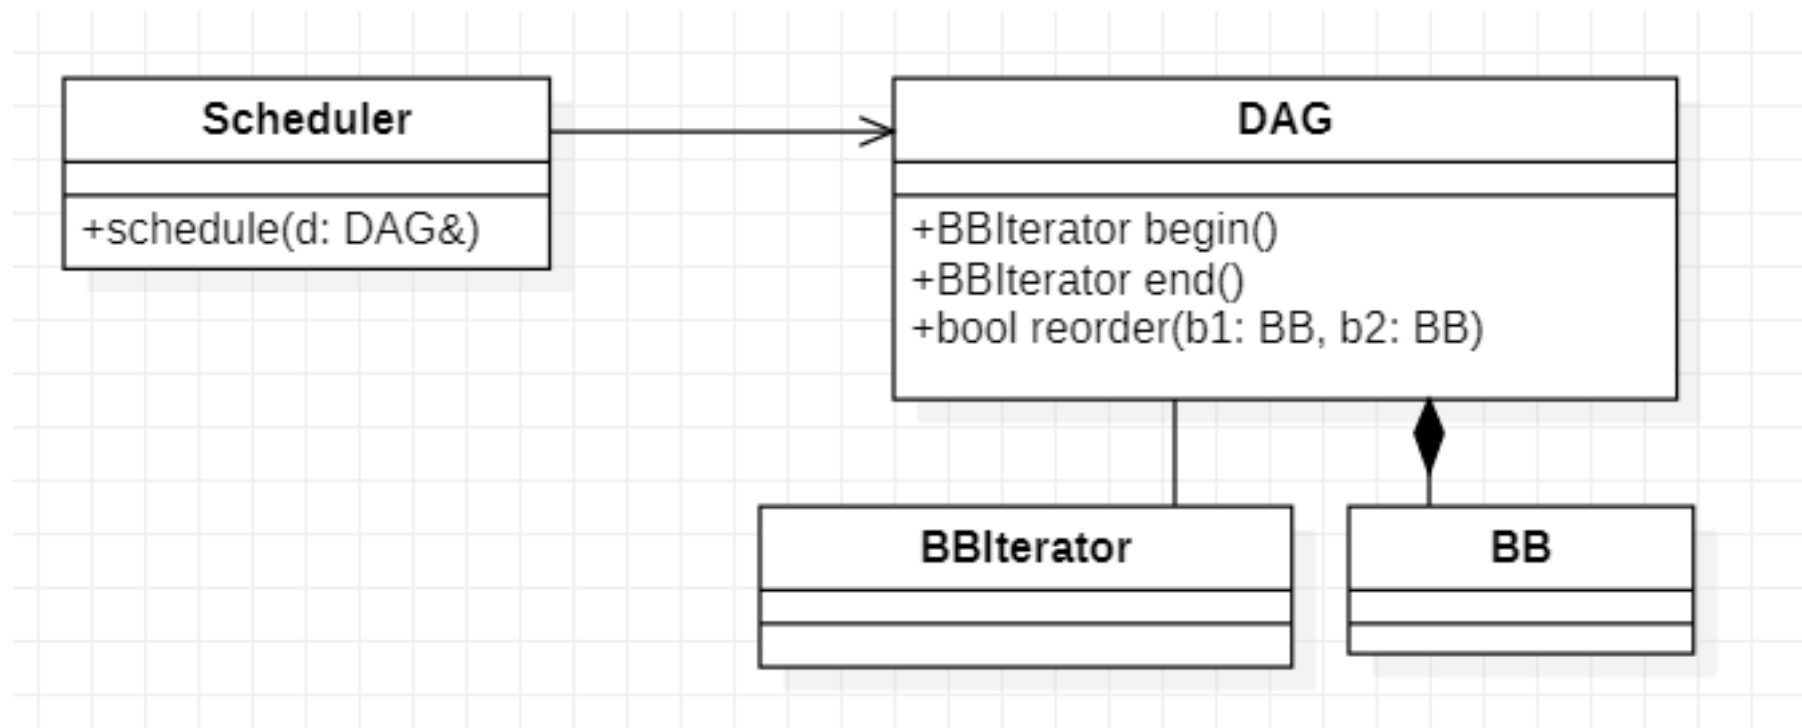 Scheduler
+schedule(d: DAG&)
DAG
+BBIterator begin()
+BBIterator end()
+bool reorder(b1: BB, b2: BB)
BBIterator
BB